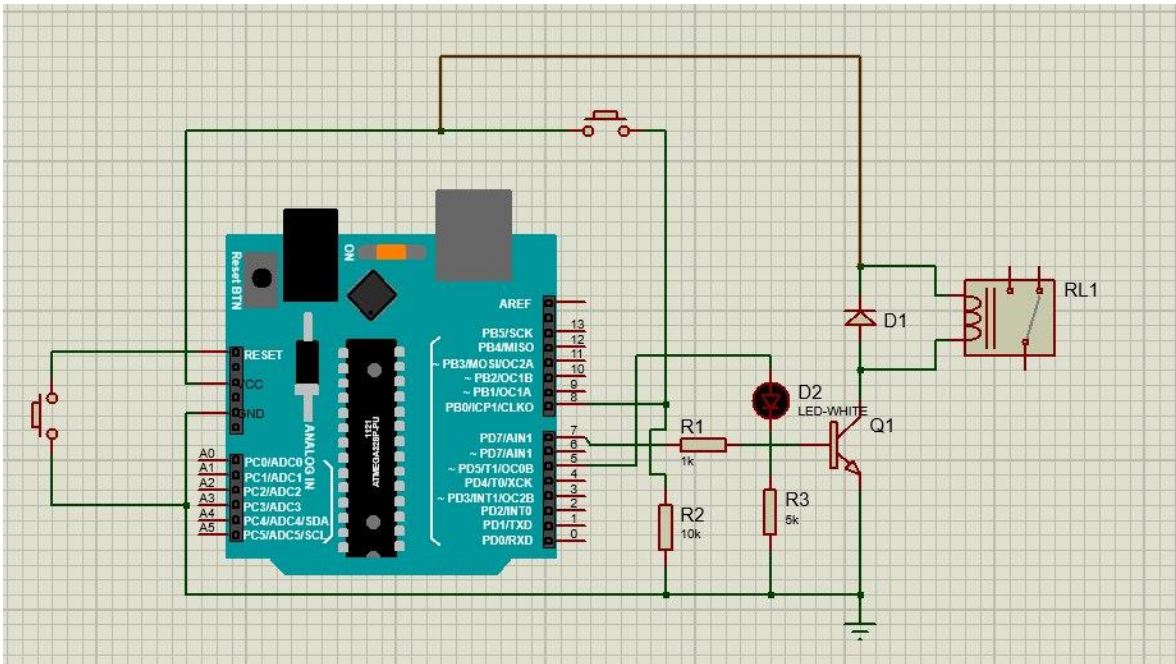 Reset BTN
ON
RESET
VCC
GND
ANALOG IN
1121
ATMEGA328P-PU
AREF
PB5/SCK 13
PB4/MISO 12
~ PB3/MOSI/OC2A 11
~ PB2/OC1B 10
~ PB1/OC1A 9
PB0/ICP1/CLKO 8
PD7/AIN1 7
~ PD7/AIN1 6
~ PD5/T1/OC0B 5
PD4/T0/XCK 4
~ PD3/INT1/OC2B 3
PD2/INT0 2
PD1/TXD 1
PD0/RXD 0
A0 PC0/ADC0
A1 PC1/ADC1
A2 PC2/ADC2
A3 PC3/ADC3
A4 PC4/ADC4/SDA
A5 PC5/ADC5/SCL
R1
1k
R2
10k
R3
5k
D2
LED-WHITE
Q1
D1
RL1